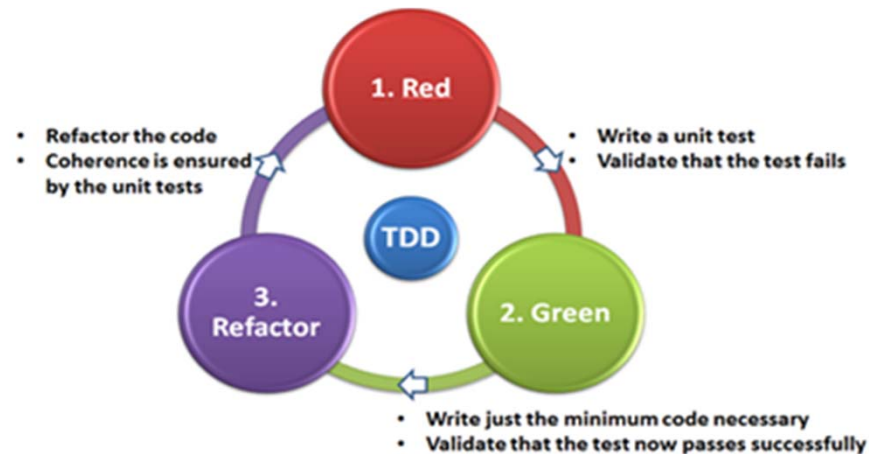 1. Red
• Refactor the code
• Coherence is ensured
by the unit tests
• Write a unit test
• Validate that the test fails
TDD
3.
Refactor
2. Green
• Write just the minimum code necessary
• Validate that the test now passes successfully